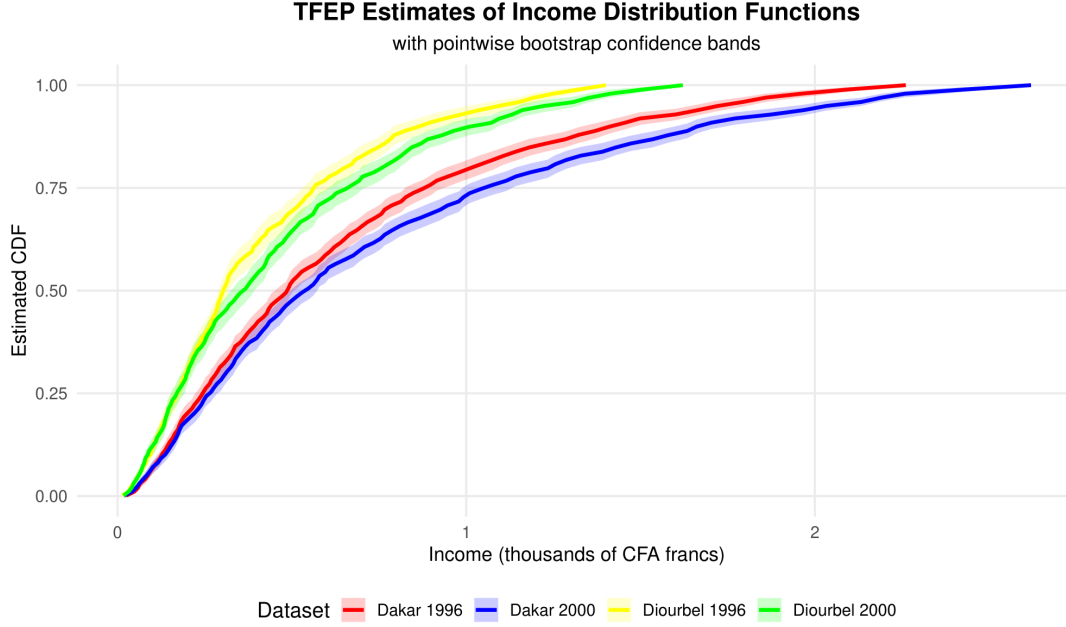 TFEP Estimates of Income Distribution Functions
with pointwise bootstrap confidence bands
Estimated CDF
1.00
0.75
0.50
0.25
0.00
0 1 2
Income (thousands of CFA francs)
Dataset Dakar 1996 Dakar 2000 Diourbel 1996 Diourbel 2000